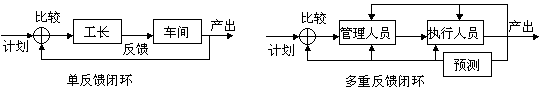 比较
产出
工长
车间
计划
反馈
单反馈闭环
比较
产出
管理人员
执行人员
计划
预测
多重反馈闭环